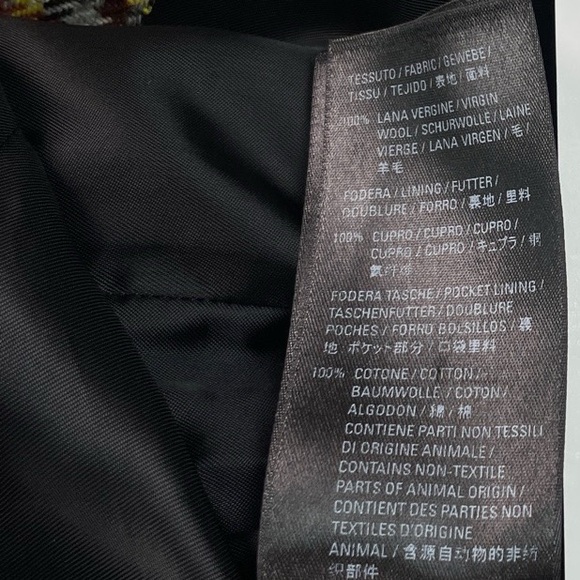 TESSUTO / FABRIC / GEWEBE /
TISSU / TEJIDO / 表地 / 面料
100% LANA VERGINE / VIRGIN
WOOL / SCHURWOLLE / LAINE
VIERGE / LANA VIRGEN / 毛 /
羊毛
FODERA / LINING / FUTTER /
DOUBLURE / FORRO / 裏地 / 里料
100% CUPRO / CUPRO / CUPRO /
CUPRO / CUPRO / キュプラ / 铜
氨纤维
FODERA TASCHE / POCKET LINING /
TASCHENFUTTER / DOUBLURE
POCHES / FORRO BOLSILLOS / 裏
地 ポケット部分 / 口袋里料
100% COTONE / COTTON /
BAUMWOLLE / COTON /
ALGODON / 綿 / 棉
CONTIENE PARTI NON TESSILI
DI ORIGINE ANIMALE /
CONTAINS NON-TEXTILE
PARTS OF ANIMAL ORIGIN /
CONTIENT DES PARTIES NON
TEXTILES D'ORIGINE
ANIMAL / 含源自动物的非纺
织部件